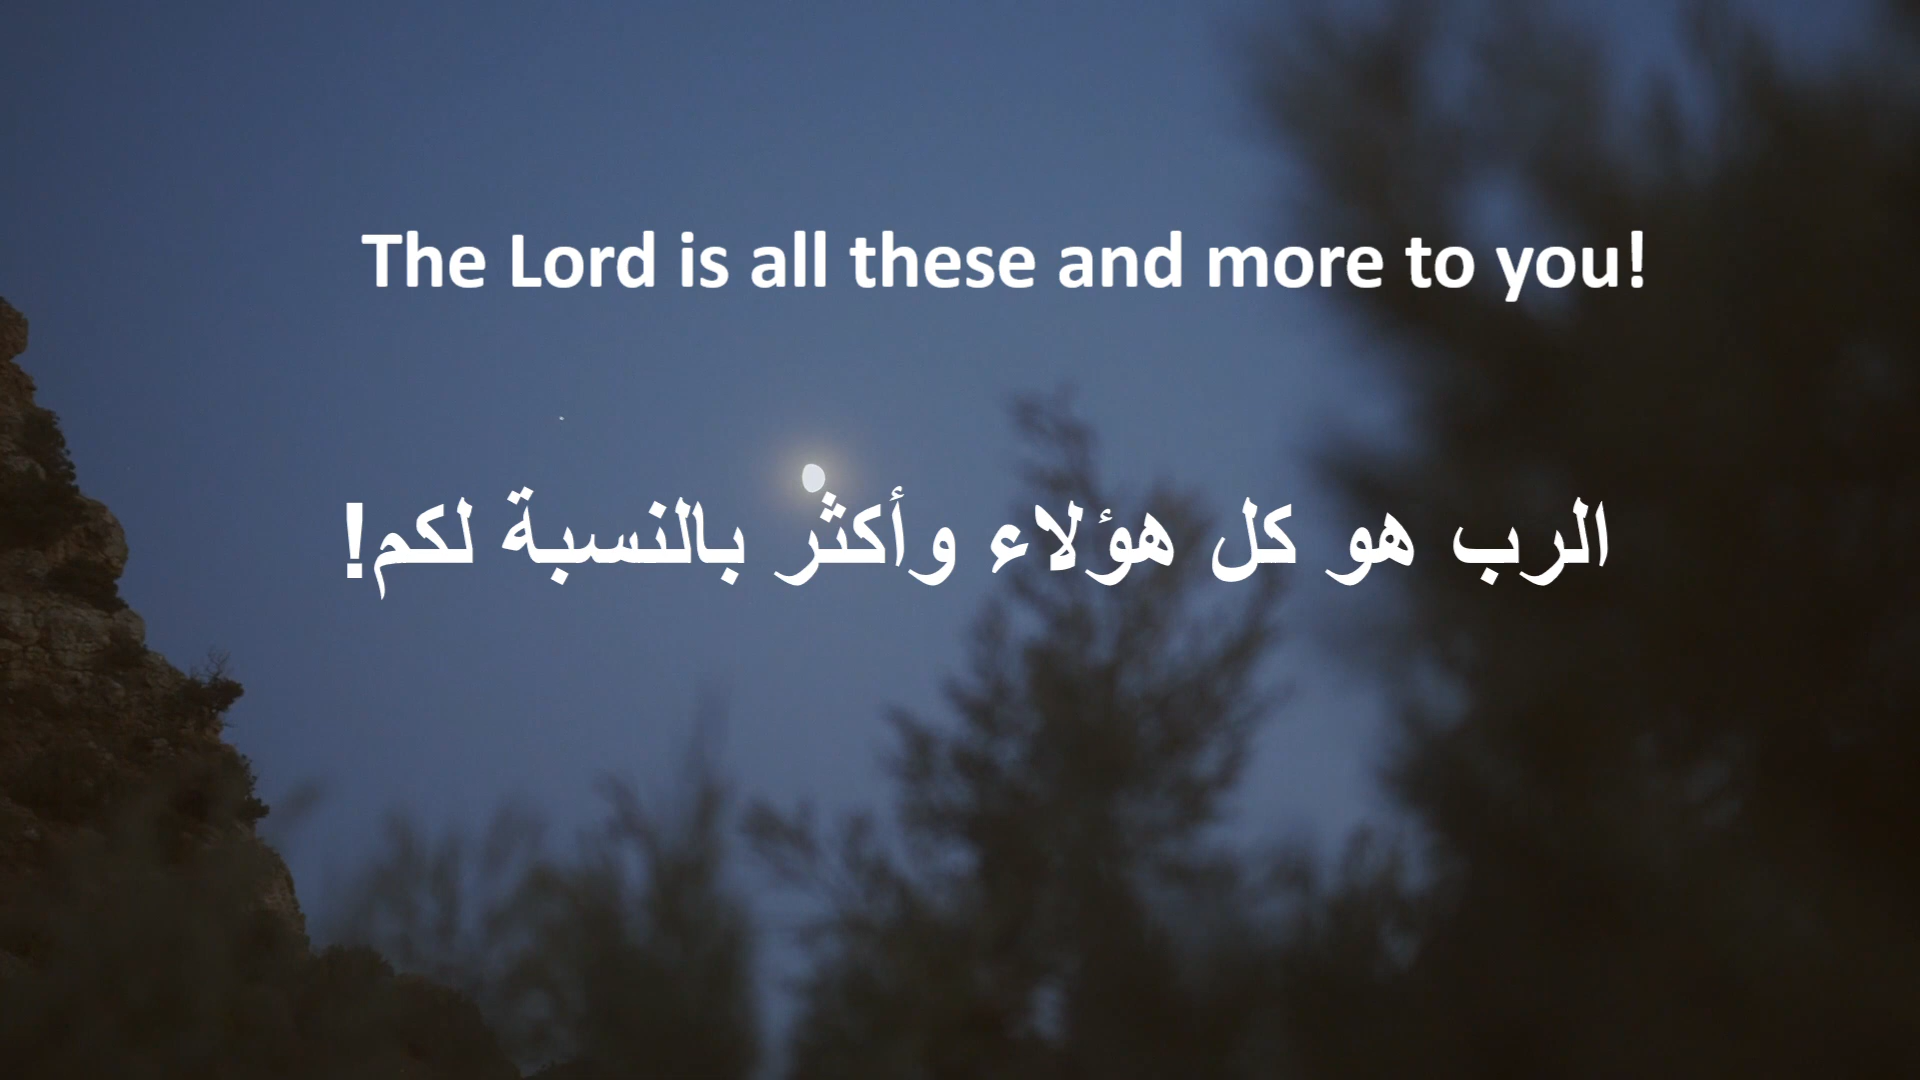 The Lord is all these and more to you!
الرب هو كل هؤلاء وأكثر بالنسبة لكم!